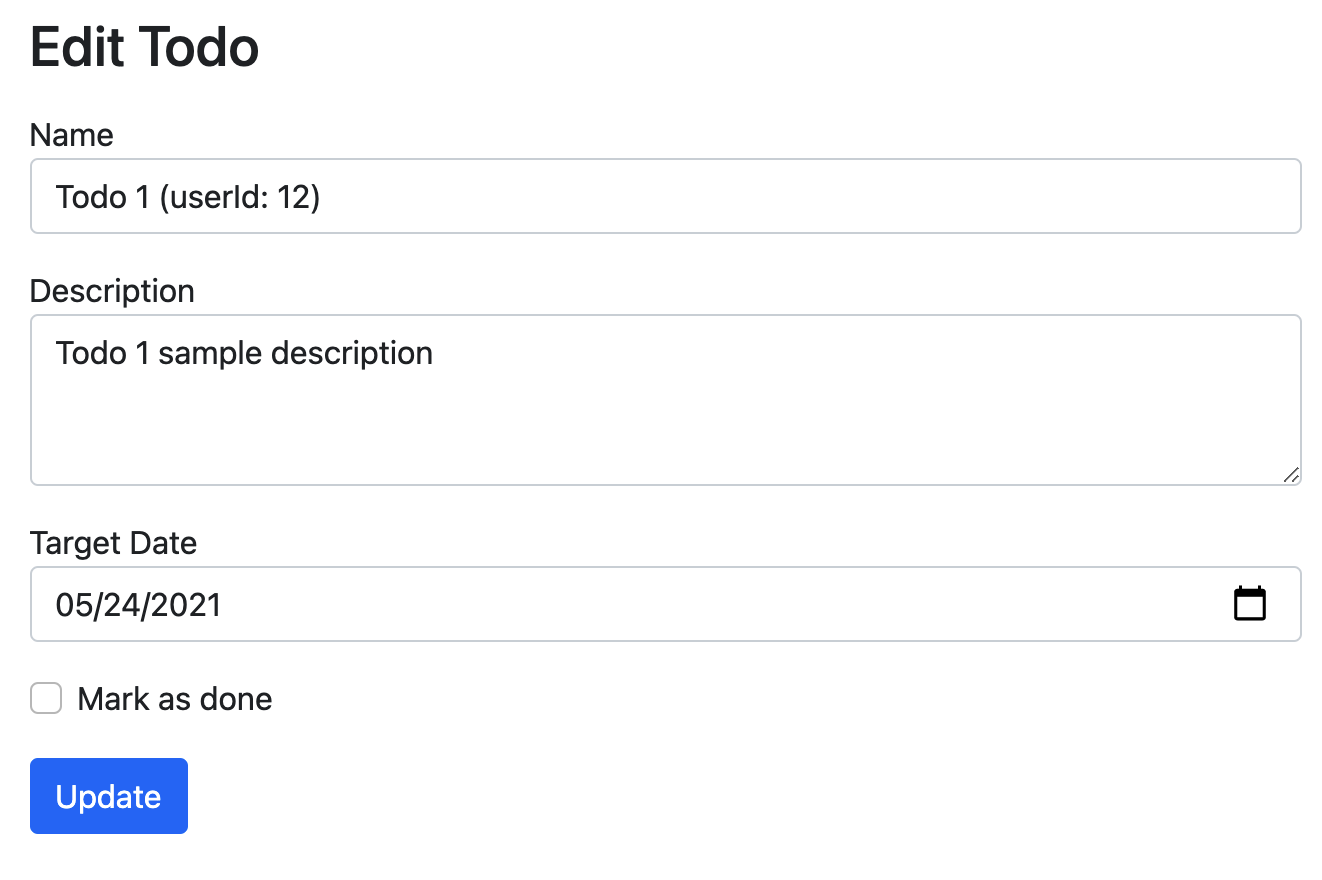 Edit Todo
Name
Todo 1 (userId: 12)
Description
Todo 1 sample description
Target Date
05/24/2021
Mark as done
Update